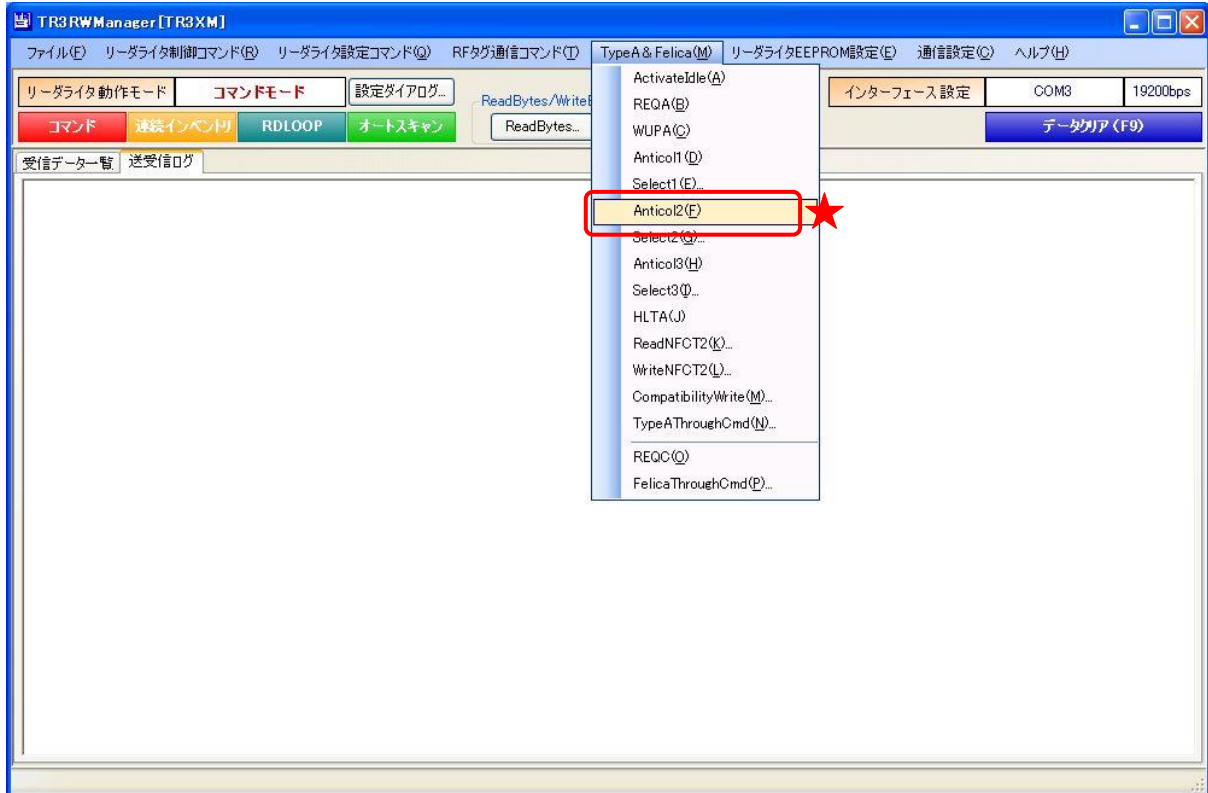 TR3RWManager[TR3XM]
ファイル(F) リーダライタ制御コマンド(R) リーダライタ設定コマンド(Q) RFタグ通信コマンド(T) TypeA&Felica(M) リーダライタEEPROM設定(E) 通信設定(C) ヘルプ(H)
リーダライタ動作モード コマンドモード 設定ダイアログ... ReadBytes/WriteB インターフェース設定 COM3 19200bps
コマンド 連続インベントリ RDLOOP オートスキャン ReadBytes... データクリア(F9)
受信データ一覧 送受信ログ
ActivateIdle(A)
REQA(B)
WUPA(C)
Anticol1(D)
Select1(E)...
Anticol2(F)
Select2(G)...
Anticol3(H)
Select3(I)...
HLTA(J)
ReadNFCT2(K)...
WriteNFCT2(L)...
CompatibilityWrite(M)...
TypeAThroughCmd(N)...
REQC(O)
FelicaThroughCmd(P)...